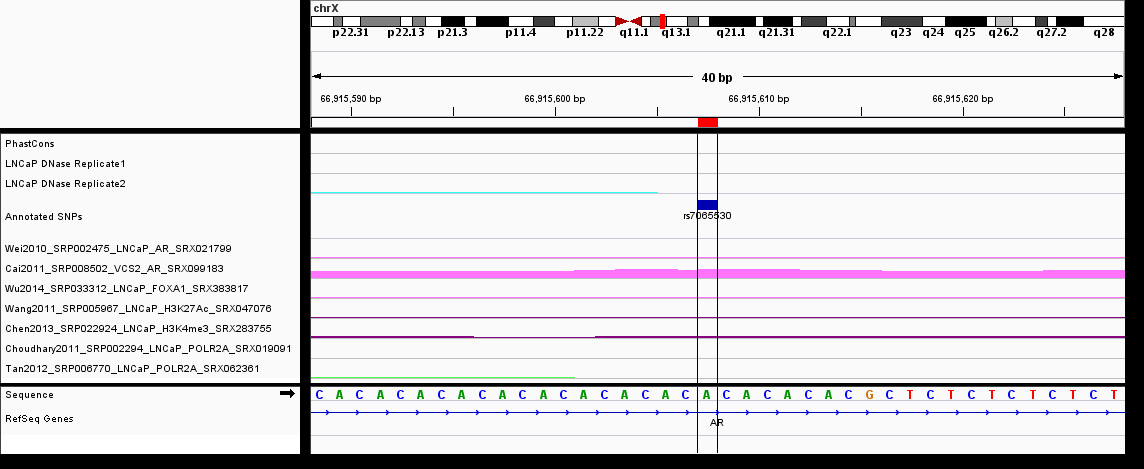 chrX
p22.31 p22.13 p21.3 p11.4 p11.22 q11.1 q13.1 q21.1 q21.31 q22.1 q23 q24 q25 q26.2 q27.2 q28
40 bp
66,915,590 bp 66,915,600 bp 66,915,610 bp 66,915,620 bp
PhastCons
LNCaP DNase Replicate1
LNCaP DNase Replicate2
Annotated SNPs
rs7065530
Wei2010_SRP002475_LNCaP_AR_SRX021799
Cai2011_SRP008502_VCS2_AR_SRX099183
Wu2014_SRP033312_LNCaP_FOXA1_SRX383817
Wang2011_SRP005967_LNCaP_H3K27Ac_SRX047076
Chen2013_SRP022924_LNCaP_H3K4me3_SRX283755
Choudhary2011_SRP002294_LNCaP_POLR2A_SRX019091
Tan2012_SRP006770_LNCaP_POLR2A_SRX062361
Sequence C A C A C A C A C A C A C A C A C A C A C A C A C A C G C T C T C T C T C T C T
RefSeq Genes
AR